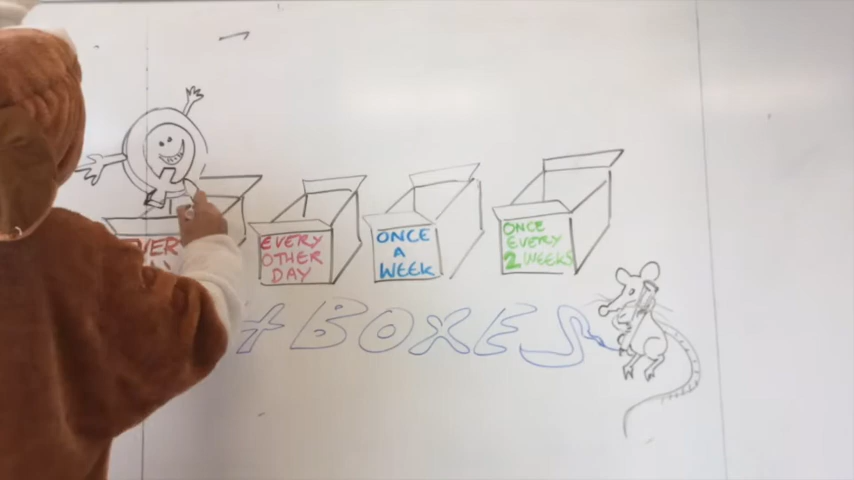 EVERY
OTHER
DAY
ONCE
A
WEEK
ONCE
EVERY
2 WEEKS
BOXES